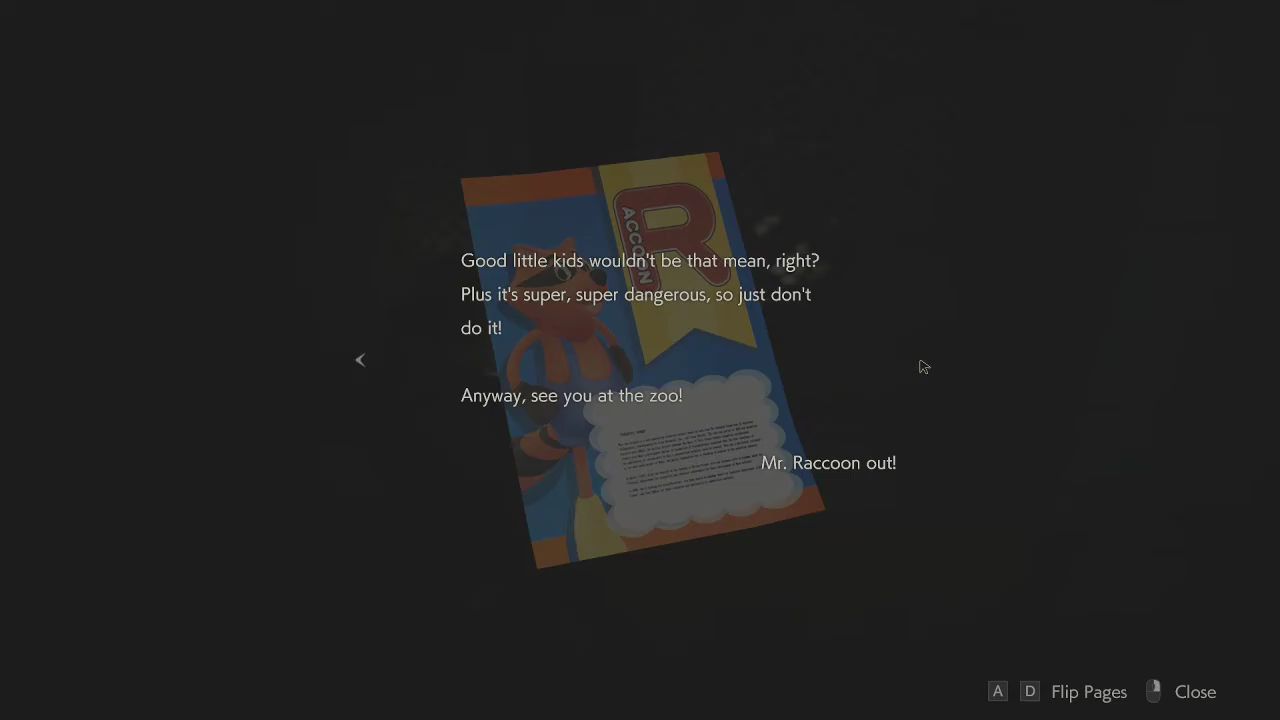 R
ACCOON
Good little kids wouldn't be that mean, right?
Plus it's super, super dangerous, so just don't
do it!
Anyway, see you at the zoo!
Mr. Raccoon out!
A D Flip Pages Close